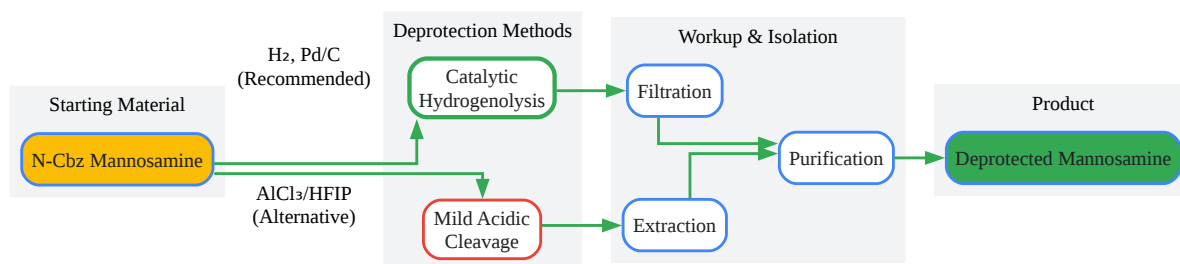 Starting Material
N-Cbz Mannosamine
H₂, Pd/C
(Recommended)
AlCl₃/HFIP
(Alternative)
Deprotection Methods
Catalytic
Hydrogenolysis
Mild Acidic
Cleavage
Workup & Isolation
Filtration
Extraction
Purification
Product
Deprotected Mannosamine